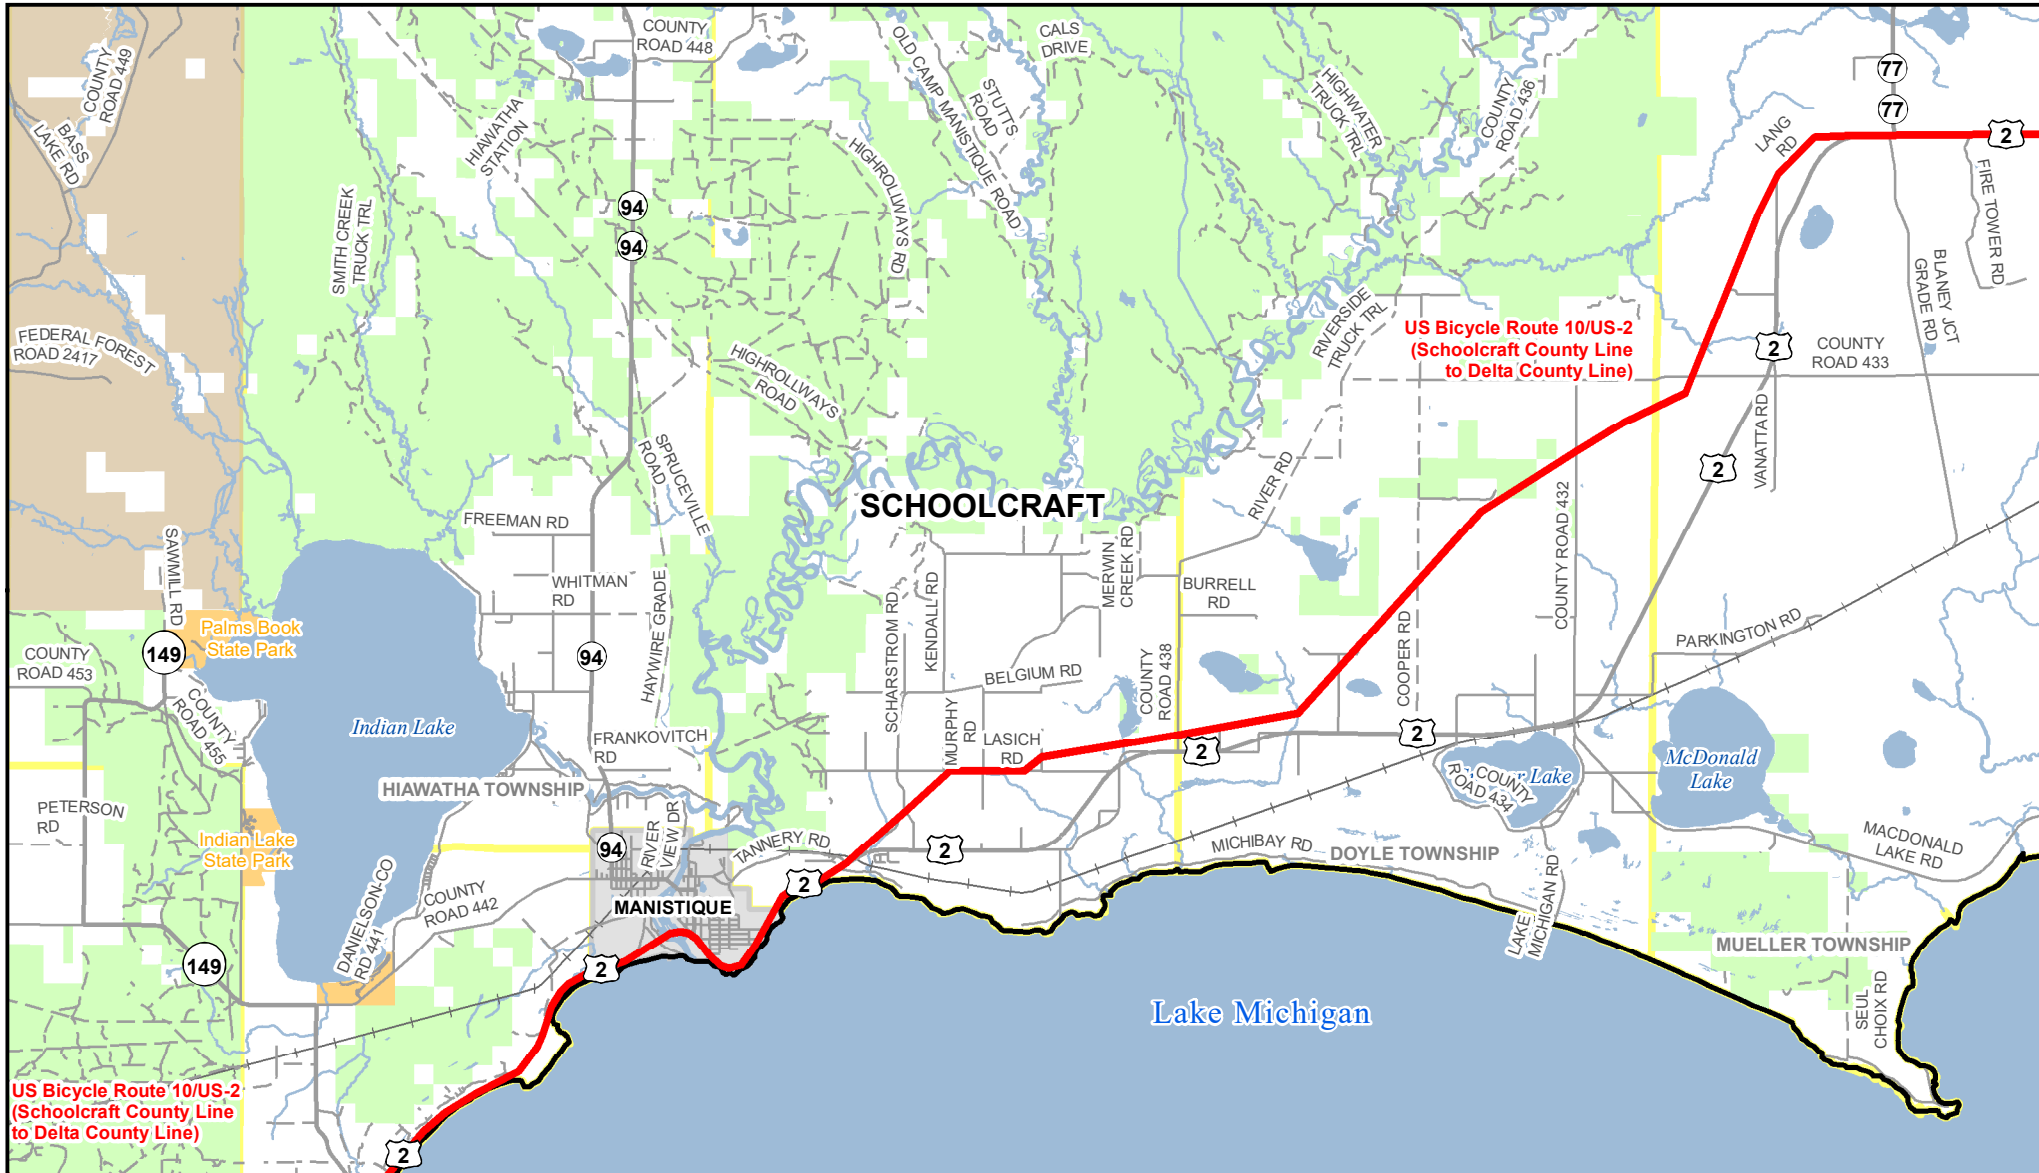 COUNTY
ROAD 449
BASS
LAKE RD
COUNTY
ROAD 448
HIAWATHA
STATION
SMITH CREEK
TRUCK TRL
94
94
OLD CAMP MANISTIQUE ROAD
STUTTS
ROAD
CALS
DRIVE
HIGHROLLWAYS RD
HIGHWATER
TRUCK TRL
COUNTY
ROAD 436
77
77
LANG
RD
2
FIRE TOWER RD
BLANEY JCT
GRADE RD
FEDERAL FOREST
ROAD 2417
HIGHROLLWAYS
ROAD
RIVERSIDE
TRUCK TRL
US Bicycle Route 10/US-2
(Schoolcraft County Line
to Delta County Line)
2
COUNTY
ROAD 433
VANATTA RD
2
SPRUCEVILLE
ROAD
SCHOOLCRAFT
RIVER RD
COUNTY ROAD 432
FREEMAN RD
SAWMILL RD
WHITMAN
RD
HAYWIRE GRADE
SCHARSTROM RD
KENDALL RD
MERWIN
CREEK RD
BURRELL
RD
COOPER RD
PARKINGTON RD
Palms Book
State Park
149
COUNTY
ROAD 453
COUNTY
ROAD 455
94
BELGIUM RD
COUNTY
ROAD 438
Indian Lake
FRANKOVITCH
RD
MURPHY
RD
LASICH
RD
2
2
McDonald
Lake
COUNTY
ROAD 434
Lake
HIAWATHA TOWNSHIP
PETERSON
RD
Indian Lake
State Park
94
RIVER
VIEW DR
TANNERY RD
2
MICHIBAY RD
DOYLE TOWNSHIP
MACDONALD
LAKE RD
2
COUNTY
ROAD 442
DANIELSON-CO
RD 441
MANISTIQUE
LAKE
MICHIGAN RD
MUELLER TOWNSHIP
149
2
SEUL
CHOIX RD
Lake Michigan
US Bicycle Route 10/US-2
(Schoolcraft County Line
to Delta County Line)
2